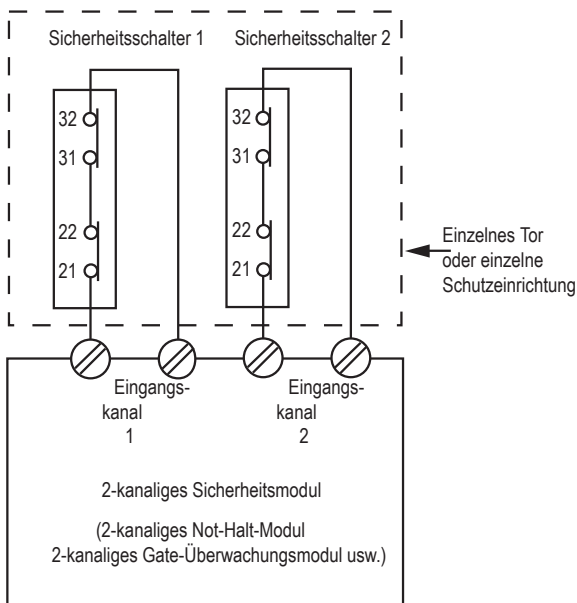 Sicherheitsschalter 1
Sicherheitsschalter 2
32
31
22
21
32
31
22
21
Einzelnes Tor
oder einzelne
Schutzeinrichtung
Eingangs-
kanal
1
Eingangs-
kanal
2
2-kanaliges Sicherheitsmodul
(2-kanaliges Not-Halt-Modul
2-kanaliges Gate-Überwachungsmodul usw.)